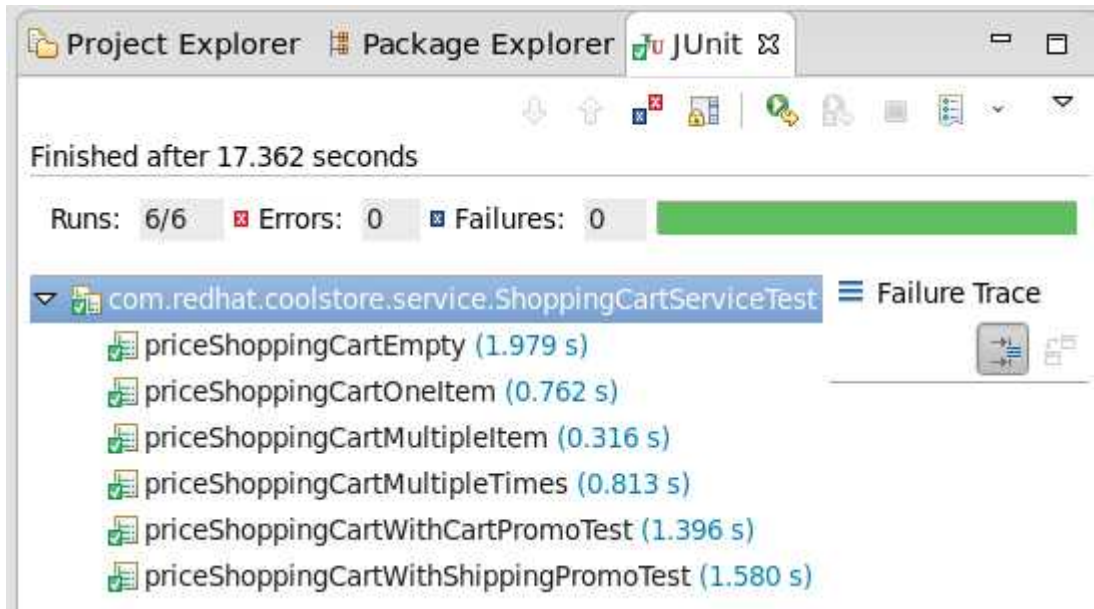 Project Explorer Package Explorer JUnit
Finished after 17.362 seconds
Runs: 6/6 Errors: 0 Failures: 0
com.redhat.coolstore.service.ShoppingCartServiceTest Failure Trace
priceShoppingCartEmpty (1.979 s)
priceShoppingCartOneItem (0.762 s)
priceShoppingCartMultipleItem (0.316 s)
priceShoppingCartMultipleTimes (0.813 s)
priceShoppingCartWithCartPromoTest (1.396 s)
priceShoppingCartWithShippingPromoTest (1.580 s)